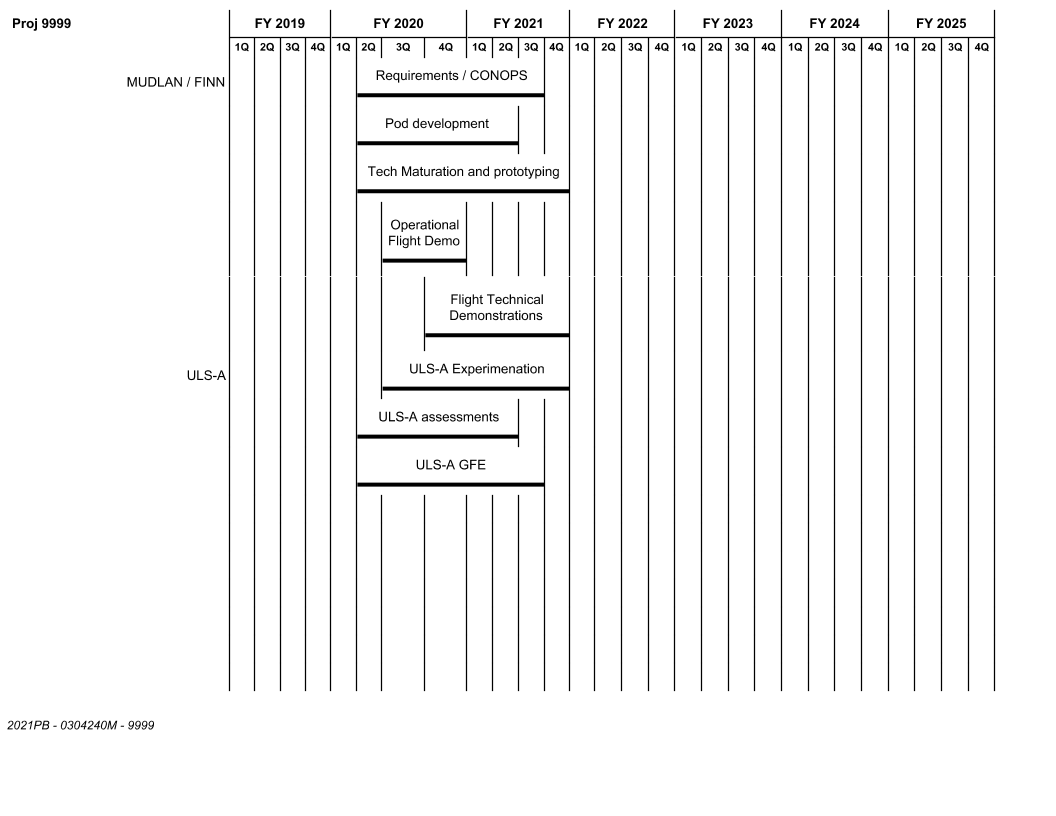 Proj 9999
FY 2019 FY 2020 FY 2021 FY 2022 FY 2023 FY 2024 FY 2025
1Q 2Q 3Q 4Q 1Q 2Q 3Q 4Q 1Q 2Q 3Q 4Q 1Q 2Q 3Q 4Q 1Q 2Q 3Q 4Q 1Q 2Q 3Q 4Q 1Q 2Q 3Q 4Q
MUDLAN / FINN
Requirements / CONOPS
Pod development
Tech Maturation and prototyping
Operational
Flight Demo
Flight Technical
Demonstrations
ULS-A
ULS-A Experimenation
ULS-A assessments
ULS-A GFE
2021PB - 0304240M - 9999